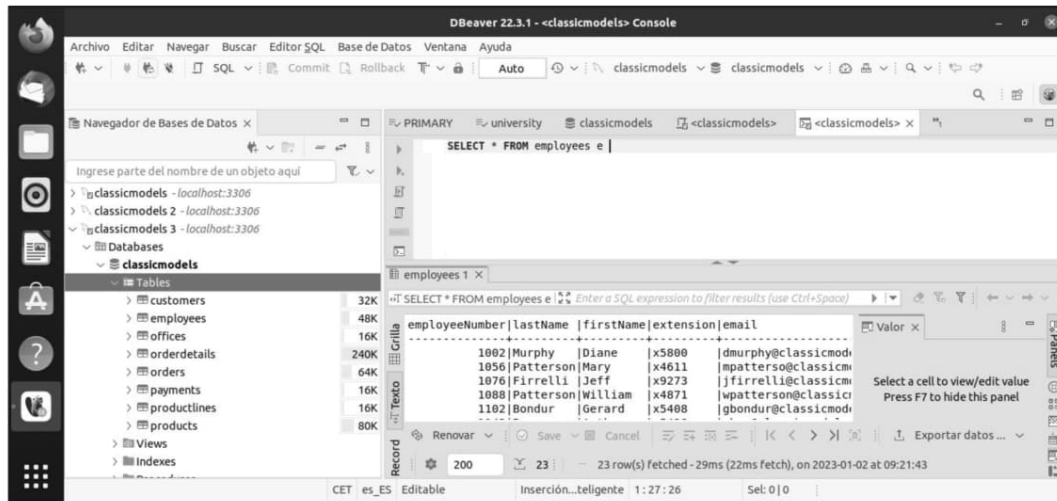 DBeaver 22.3.1 - <classicmodels> Console
Archivo Editar Navegar Buscar Editor SQL Base de Datos Ventana Ayuda
SQL Commit Rollback Auto classicmodels classicmodels
Navegador de Bases de Datos
Ingrese parte del nombre de un objeto aquí
classicmodels - localhost:3306
classicmodels 2 - localhost:3306
classicmodels 3 - localhost:3306
Databases
classicmodels
Tables
customers 32K
employees 48K
offices 16K
orderdetails 240K
orders 64K
payments 16K
productlines 16K
products 80K
Views
Indexes
PRIMARY university classicmodels <classicmodels> <classicmodels>
SELECT * FROM employees e
employees 1
SELECT * FROM employees e Enter a SQL expression to filter results (use Ctrl+Space)
Grilla
Texto
Record
employeeNumber|lastName |firstName|extension|email
--------------+---------+---------+---------+--------------------
1002|Murphy |Diane |x5800 |dmurphy@classicmod
1056|Patterson|Mary |x4611 |mpatterso@classicm
1076|Firrelli |Jeff |x9273 |jfirrelli@classicm
1088|Patterson|William |x4871 |wpatterson@classic
1102|Bondur |Gerard |x5408 |gbondur@classicmod
Valor
Select a cell to view/edit value
Press F7 to hide this panel
Panels
Renovar Save Cancel Exportar datos ...
200 23 23 row(s) fetched - 29ms (22ms fetch), on 2023-01-02 at 09:21:43
CET es_ES Editable Inserción...teligente 1 : 27 : 26 Sel: 0 | 0